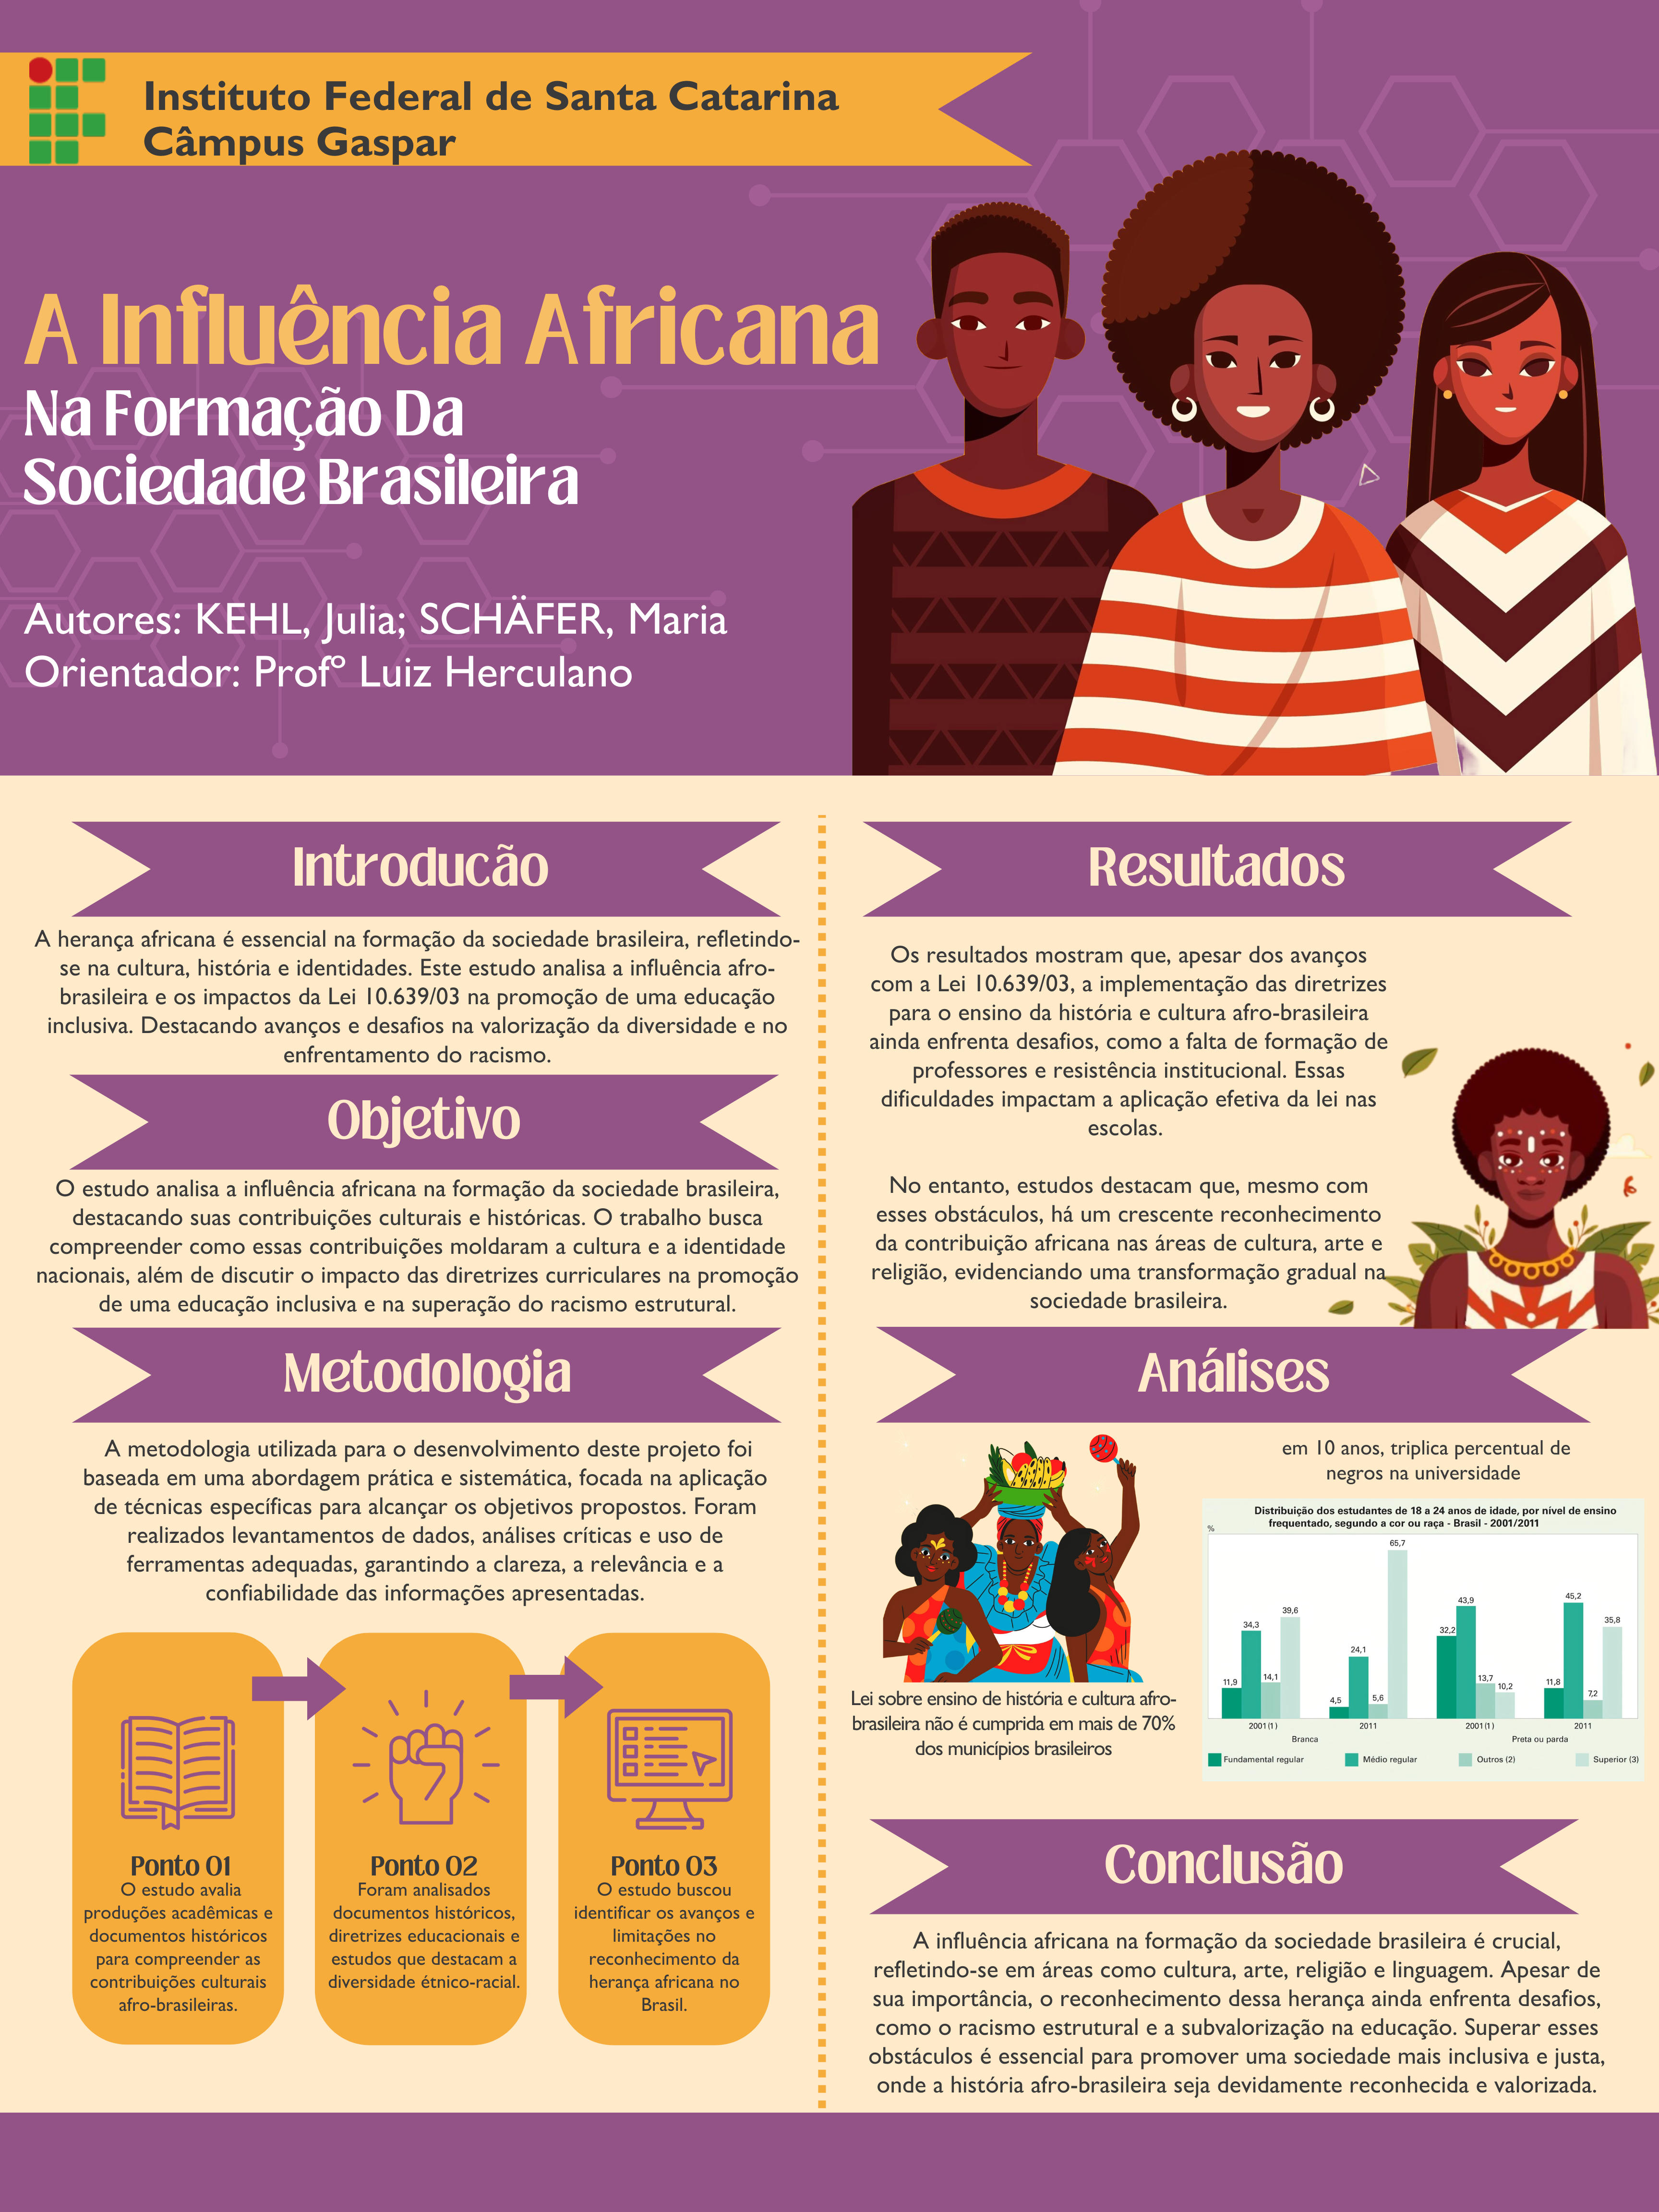 Instituto Federal de Santa Catarina
Câmpus Gaspar
A Influência Africana
Na Formação Da
Sociedade Brasileira
Autores: KEHL, Julia; SCHÄFER, Maria
Orientador: Profº Luiz Herculano
Introducão
A herança africana é essencial na formação da sociedade brasileira, refletindo-
se na cultura, história e identidades. Este estudo analisa a influência afro-
brasileira e os impactos da Lei 10.639/03 na promoção de uma educação
inclusiva. Destacando avanços e desafios na valorização da diversidade e no
enfrentamento do racismo.
Objetivo
O estudo analisa a influência africana na formação da sociedade brasileira,
destacando suas contribuições culturais e históricas. O trabalho busca
compreender como essas contribuições moldaram a cultura e a identidade
nacionais, além de discutir o impacto das diretrizes curriculares na promoção
de uma educação inclusiva e na superação do racismo estrutural.
Metodologia
A metodologia utilizada para o desenvolvimento deste projeto foi
baseada em uma abordagem prática e sistemática, focada na aplicação
de técnicas específicas para alcançar os objetivos propostos. Foram
realizados levantamentos de dados, análises críticas e uso de
ferramentas adequadas, garantindo a clareza, a relevância e a
confiabilidade das informações apresentadas.
Ponto 01
O estudo avalia
produções acadêmicas e
documentos históricos
para compreender as
contribuições culturais
afro-brasileiras.
Ponto 02
Foram analisados
documentos históricos,
diretrizes educacionais e
estudos que destacam a
diversidade étnico-racial.
Ponto 03
O estudo buscou
identificar os avanços e
limitações no
reconhecimento da
herança africana no
Brasil.
Resultados
Os resultados mostram que, apesar dos avanços
com a Lei 10.639/03, a implementação das diretrizes
para o ensino da história e cultura afro-brasileira
ainda enfrenta desafios, como a falta de formação de
professores e resistência institucional. Essas
dificuldades impactam a aplicação efetiva da lei nas
escolas.
No entanto, estudos destacam que, mesmo com
esses obstáculos, há um crescente reconhecimento
da contribuição africana nas áreas de cultura, arte e
religião, evidenciando uma transformação gradual na
sociedade brasileira.
Análises
Lei sobre ensino de história e cultura afro-
brasileira não é cumprida em mais de 70%
dos municípios brasileiros
em 10 anos, triplica percentual de
negros na universidade
Distribuição dos estudantes de 18 a 24 anos de idade, por nível de ensino
frequentado, segundo a cor ou raça - Brasil - 2001/2011
%
11,9 34,3 14,1 39,6 4,5 24,1 5,6 65,7 32,2 43,9 13,7 10,2 11,8 45,2 7,2 35,8
2001(1) 2011 2001(1) 2011
Branca Preta ou parda
Fundamental regular Médio regular Outros (2) Superior (3)
Conclusão
A influência africana na formação da sociedade brasileira é crucial,
refletindo-se em áreas como cultura, arte, religião e linguagem. Apesar de
sua importância, o reconhecimento dessa herança ainda enfrenta desafios,
como o racismo estrutural e a subvalorização na educação. Superar esses
obstáculos é essencial para promover uma sociedade mais inclusiva e justa,
onde a história afro-brasileira seja devidamente reconhecida e valorizada.